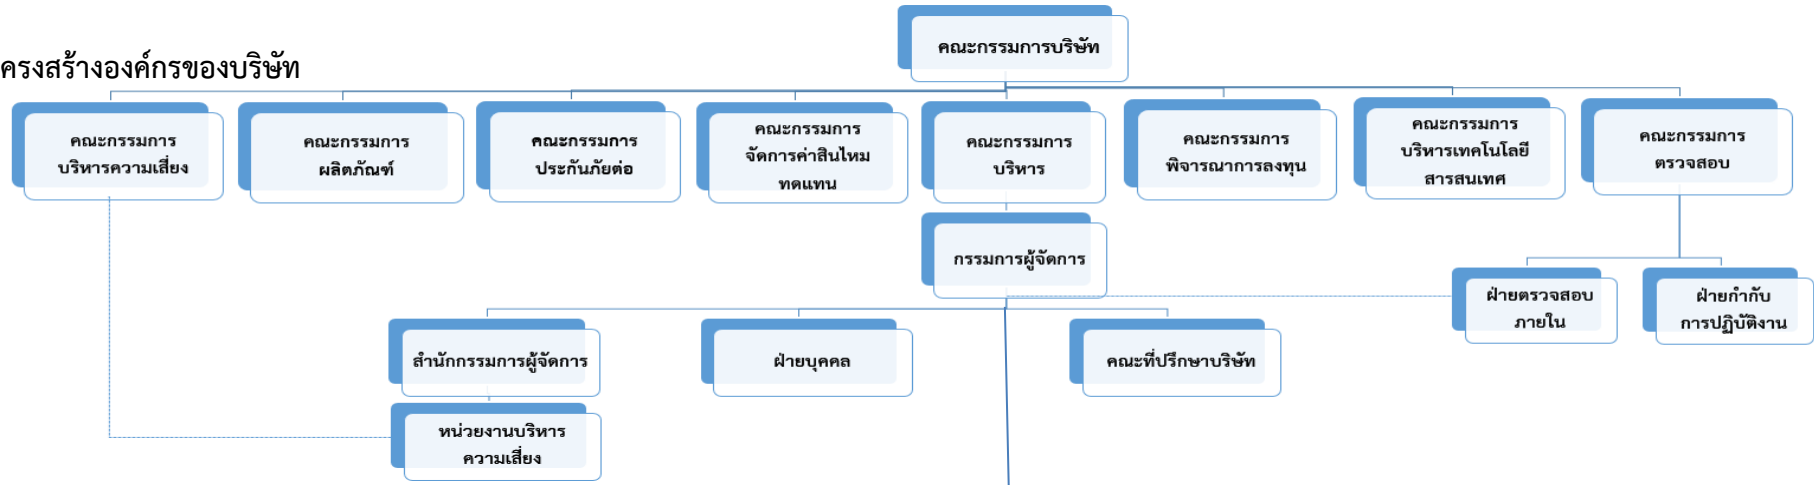 คณะกรรมการบริษัท
ครงสร้างองค์กรของบริษัท
คณะกรรมการ
บริหารความเสี่ยง
คณะกรรมการ
ผลิตภัณฑ์
คณะกรรมการ
ประกันภัยต่อ
คณะกรรมการ
จัดการค่าสินไหม
ทดแทน
คณะกรรมการ
บริหาร
คณะกรรมการ
พิจารณาการลงทุน
คณะกรรมการ
บริหารเทคโนโลยี
สารสนเทศ
คณะกรรมการ
ตรวจสอบ
กรรมการผู้จัดการ
ฝ่ายตรวจสอบ
ภายใน
ฝ่ายกำกับ
การปฏิบัติงาน
สำนักกรรมการผู้จัดการ
ฝ่ายบุคคล
คณะที่ปรึกษาบริษัท
หน่วยงานบริหาร
ความเสี่ยง